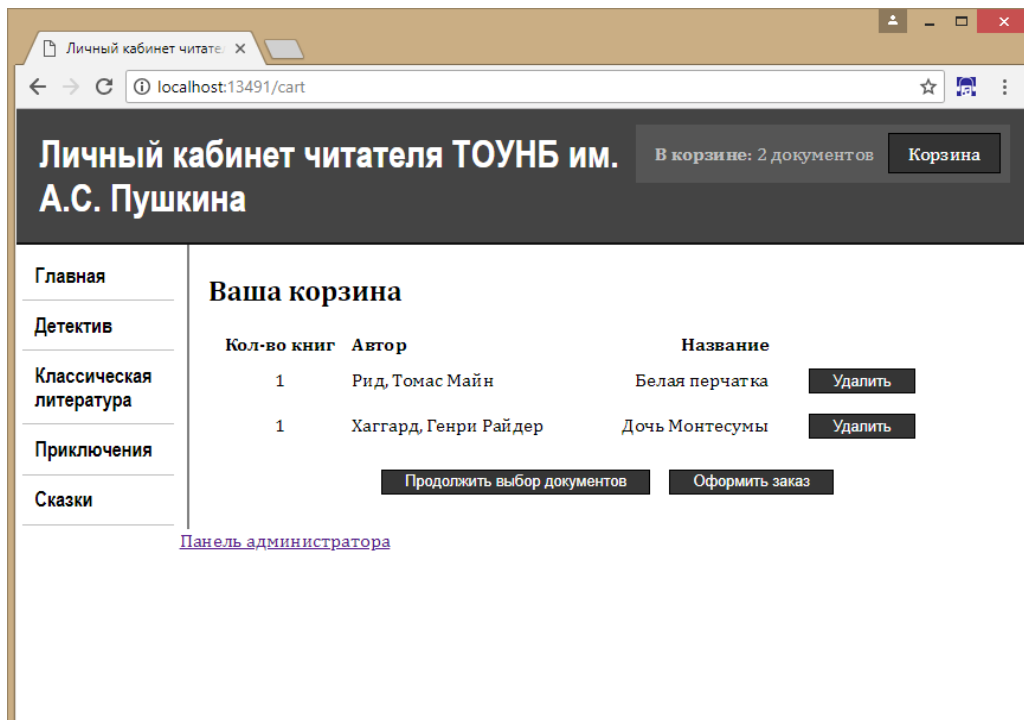 Личный кабинет читател
localhost:13491/cart
Личный кабинет читателя ТОУНБ им.
А.С. Пушкина
В корзине: 2 документов Корзина
Главная
Детектив
Классическая
литература
Приключения
Сказки
Ваша корзина
Кол-во книг Автор Название
1 Рид, Томас Майн Белая перчатка Удалить
1 Хаггард, Генри Райдер Дочь Монтесумы Удалить
Продолжить выбор документов Оформить заказ
Панель администратора